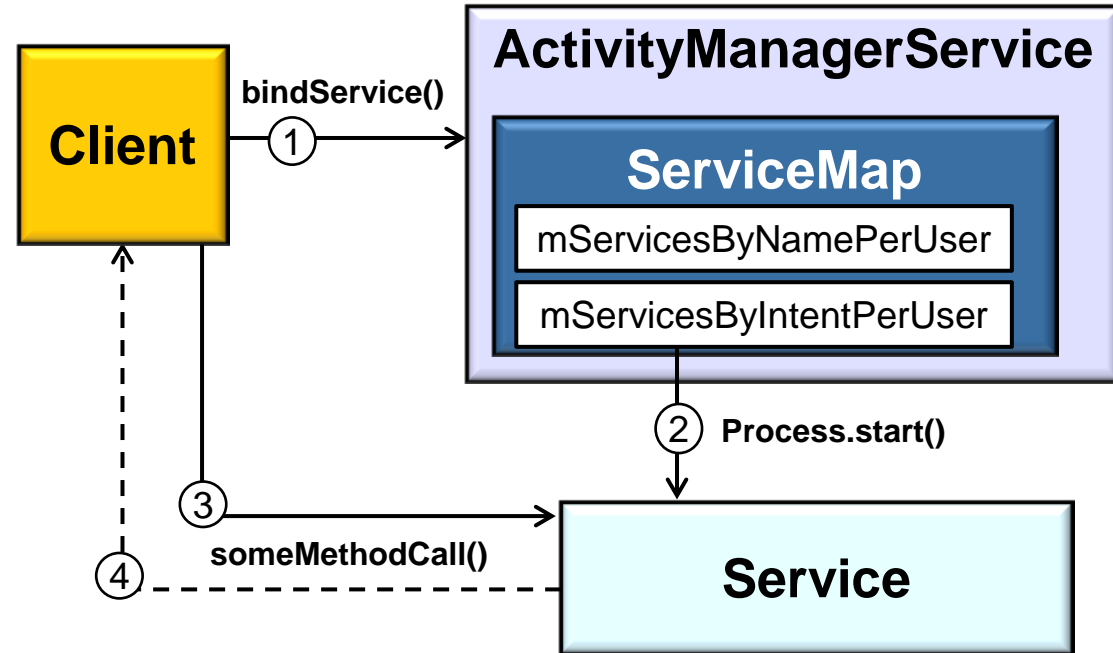 ActivityManagerService
bindService()
Client
1
ServiceMap
mServicesByNamePerUser
mServicesByIntentPerUser
2
Process.start()
3
someMethodCall()
4
Service